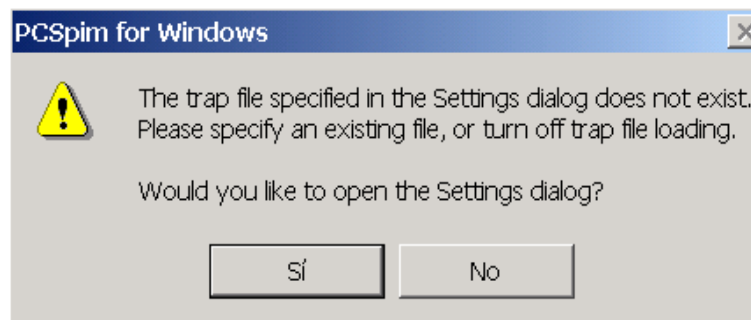 PCSpim for Windows
The trap file specified in the Settings dialog does not exist.
Please specify an existing file, or turn off trap file loading.
Would you like to open the Settings dialog?
Sí
No